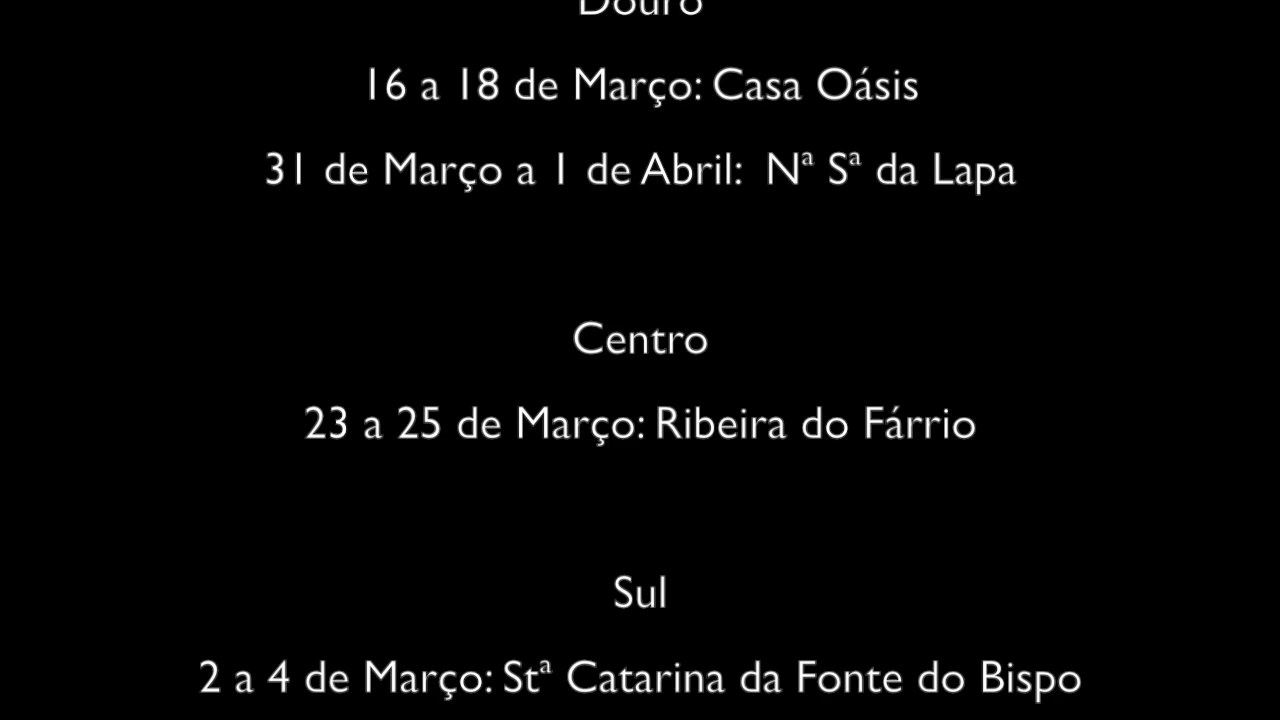 Douro
16 a 18 de Março: Casa Oásis
31 de Março a 1 de Abril: Nª Sª da Lapa
Centro
23 a 25 de Março: Ribeira do Fárrio
Sul
2 a 4 de Março: Stª Catarina da Fonte do Bispo